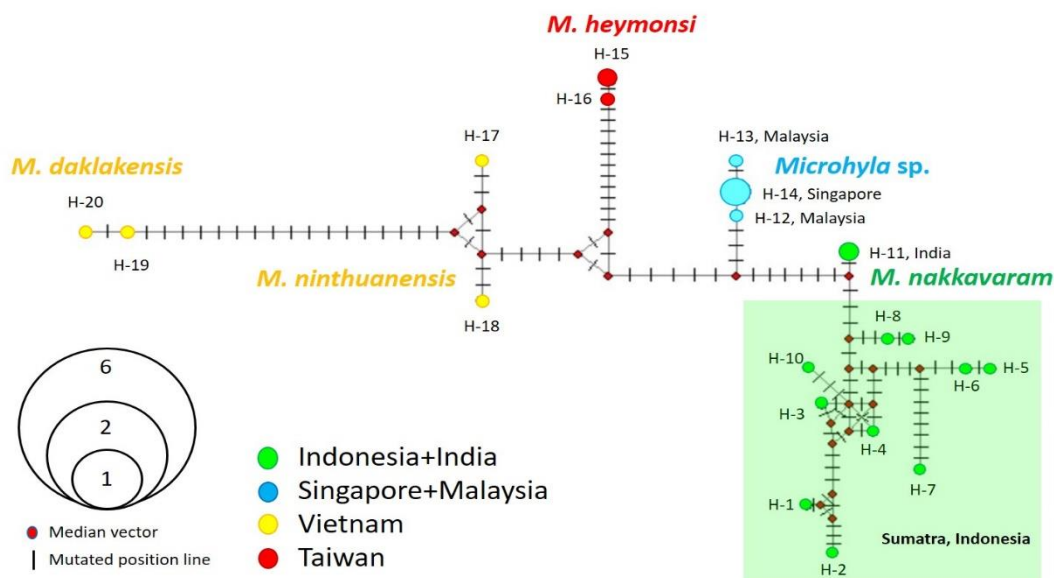 M. heymonsi
H-15
H-16
H-17
H-13, Malaysia
M. daklakensis
Microhyla sp.
H-14, Singapore
H-20
H-12, Malaysia
H-19
H-11, India
M. ninthuanensis
M. nakkavaram
H-18
H-8
H-9
H-10
H-6
H-5
H-3
H-4
H-7
H-1
H-2
Sumatra, Indonesia
6
2
1
Median vector
Mutated position line
Indonesia+India
Singapore+Malaysia
Vietnam
Taiwan